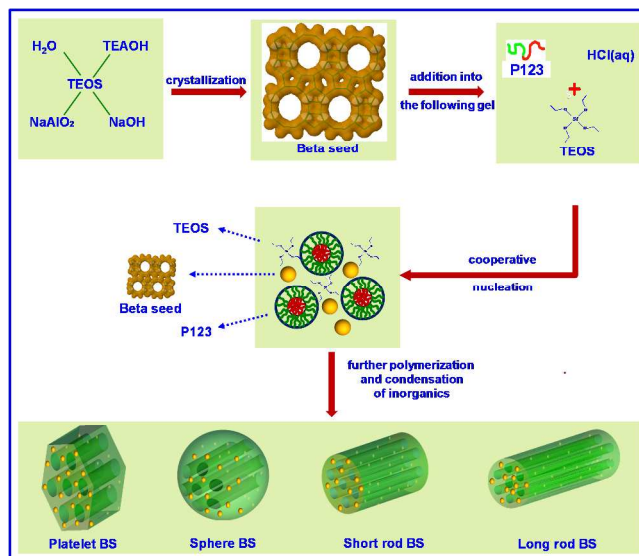 H₂O TEAOH
TEOS
NaAlO₂ NaOH
crystallization
Beta seed
addition into
the following gel
P123
HCl(aq)
+
Si
TEOS
cooperative
nucleation
TEOS
Beta seed
P123
further polymerization
and condensation
of inorganics
Platelet BS Sphere BS Short rod BS Long rod BS